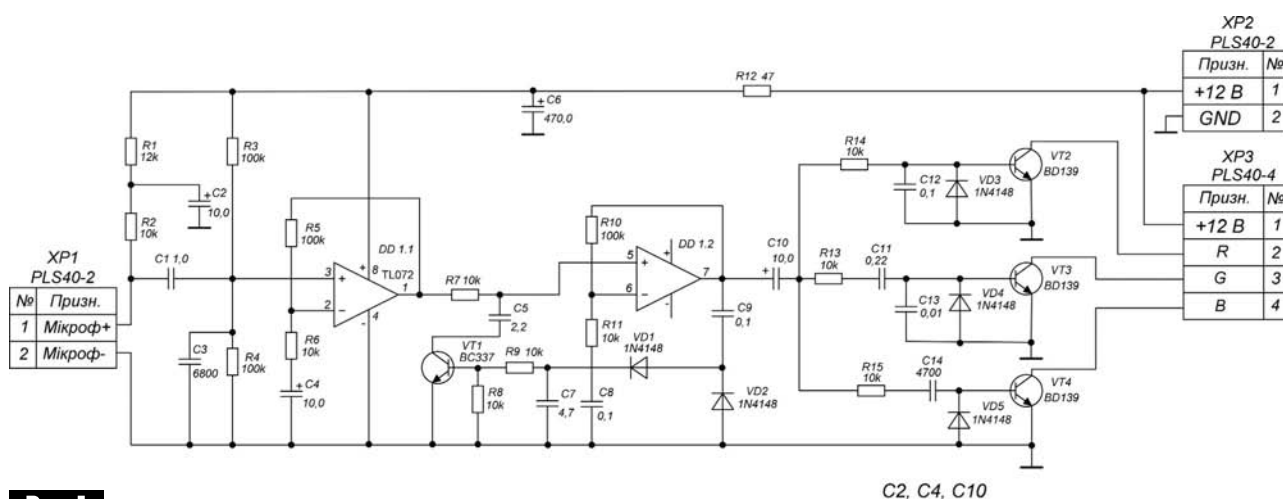 XP2
PLS40-2
Призн. №
+12 В 1
GND 2
R12 47
+ C6
470,0
R1
12k
R3
100k
R14
10k
VT2
BD139
XP3
PLS40-4
Призн. №
+12 В 1
R 2
G 3
B 4
C12
0,1
VD3
1N4148
+ C2
10,0
R2
10k
R5
100k
R10
100k
XP1
PLS40-2
№ Призн.
1 Мікроф+
2 Мікроф-
C1 1,0
DD 1.1
TL072
3 + 8
2 - 1
- 4
R7 10k
DD 1.2
5 + +
6 - 7
-
C10
+ 10,0
R13
10k
C11
0,22
VT3
BD139
C13
0,01
VD4
1N4148
C5
2,2
C9
0,1
R6
10k
R11
10k
VD1
1N4148
C3
6800
R4
100k
+ C4
10,0
VT1
BC337
R9 10k
R8
10k
C7
4,7
C8
0,1
VD2
1N4148
R15
10k
C14
4700
VT4
BD139
VD5
1N4148
C2, C4, C10